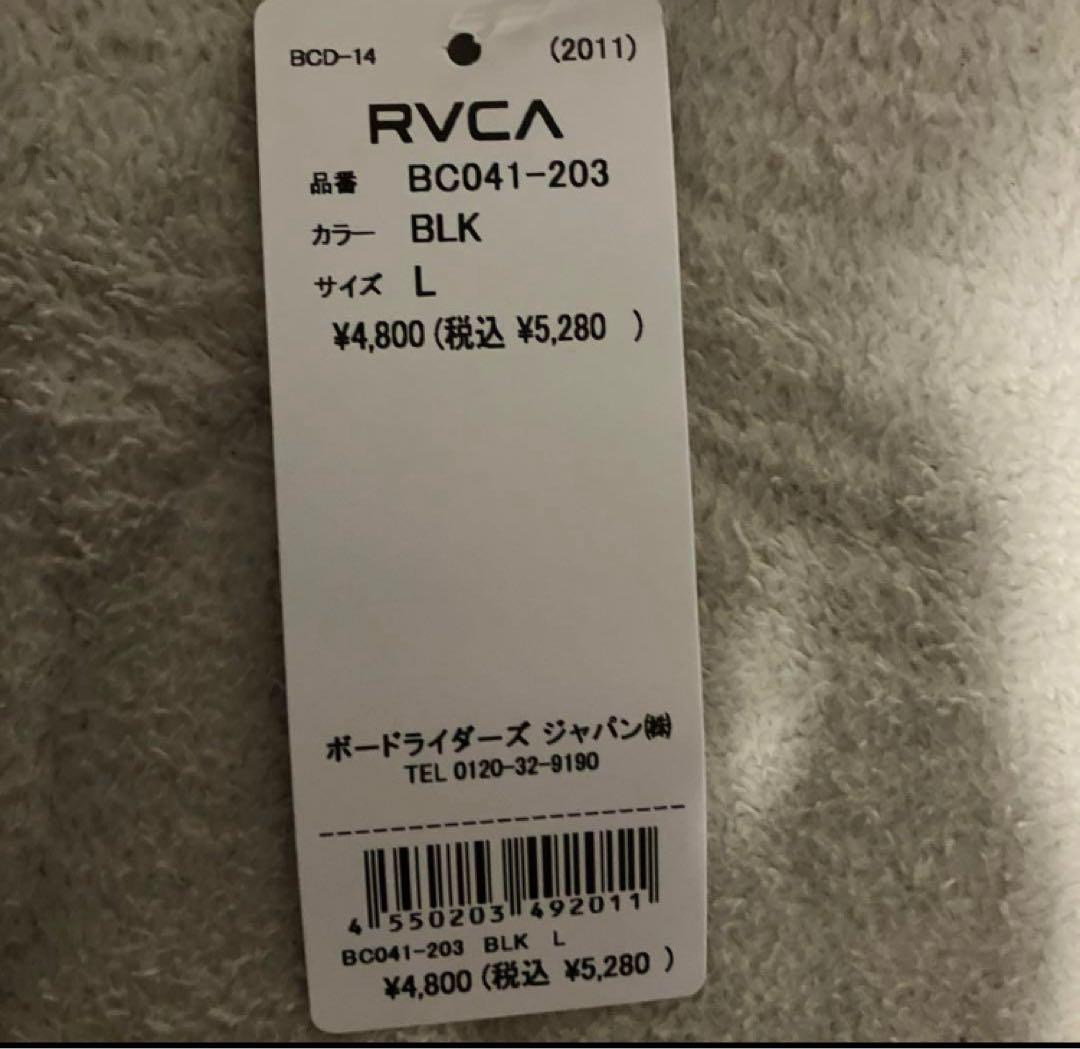 BCD-14 (2011)
RVCA
品番 BC041-203
カラー BLK
サイズ L
¥4,800 (税込 ¥5,280 )
ボードライダーズ ジャパン㈱
TEL 0120-32-9190
4 550203 492011
BC041-203 BLK L
¥4,800 (税込 ¥5,280 )